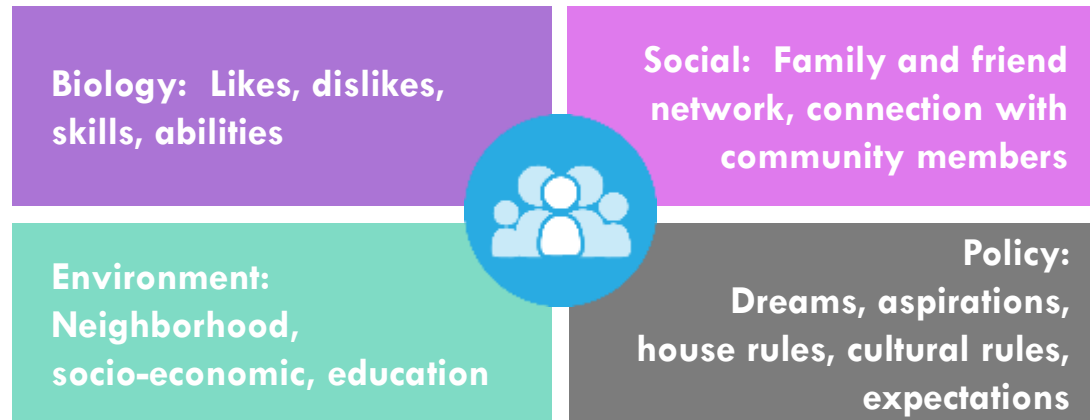 Biology:  Likes, dislikes,
skills, abilities
Social:  Family and friend
network, connection with
community members
Environment:
Neighborhood,
socio-economic, education
Policy:
Dreams, aspirations,
house rules, cultural rules,
expectations